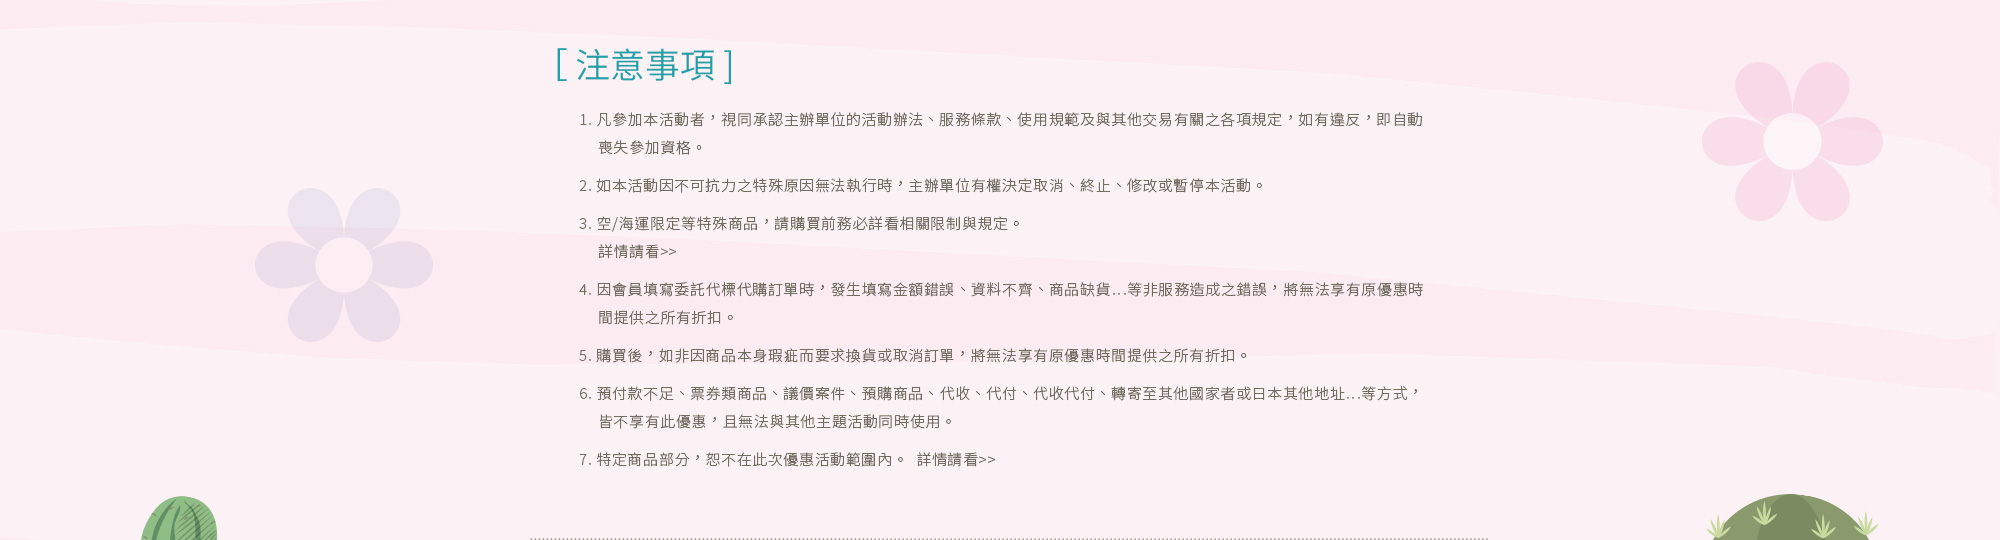 [ 注意事項 ]
1. 凡參加本活動者，視同承認主辦單位的活動辦法、服務條款、使用規範及與其他交易有關之各項規定，如有違反，即自動
喪失參加資格。
2. 如本活動因不可抗力之特殊原因無法執行時，主辦單位有權決定取消、終止、修改或暫停本活動。
3. 空/海運限定等特殊商品，請購買前務必詳看相關限制與規定。
詳情請看>>
4. 因會員填寫委託代標代購訂單時，發生填寫金額錯誤、資料不齊、商品缺貨...等非服務造成之錯誤，將無法享有原優惠時
間提供之所有折扣。
5. 購買後，如非因商品本身瑕疵而要求換貨或取消訂單，將無法享有原優惠時間提供之所有折扣。
6. 預付款不足、票券類商品、議價案件、預購商品、代收、代付、代收代付、轉寄至其他國家者或日本其他地址...等方式，
皆不享有此優惠，且無法與其他主題活動同時使用。
7. 特定商品部分，恕不在此次優惠活動範圍內。 詳情請看>>